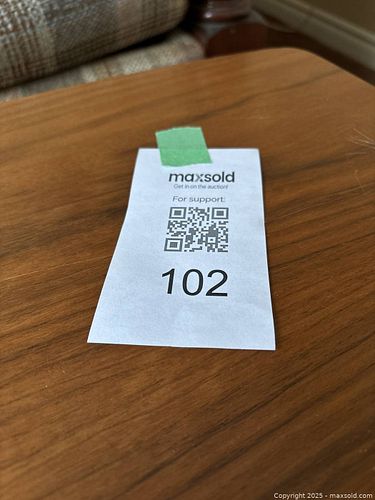 maxsold
Get in on the auction!
For support:
102
Copyright 2025 - maxsold.com